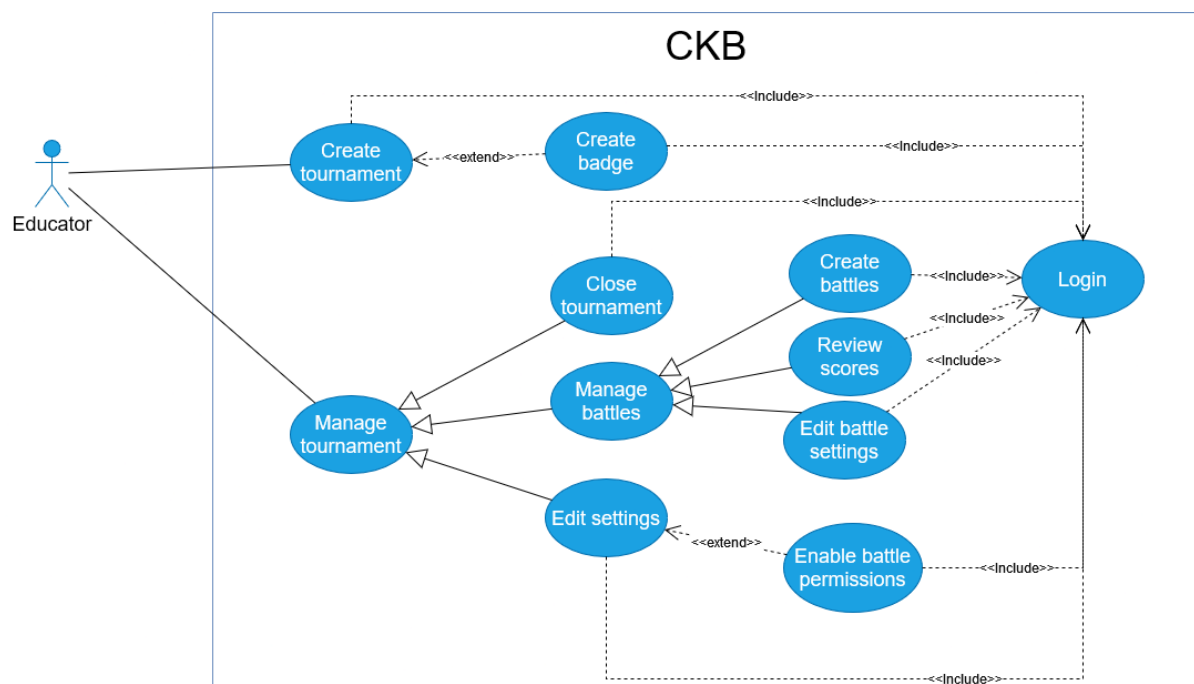 CKB
<<Include>>
Create
tournament
<<extend>>
Create
badge
<<Include>>
Educator
<<Include>>
Close
tournament
Create
battles
<<Include>>
Login
<<Include>>
Review
scores
<<Include>>
Manage
battles
Manage
tournament
Edit battle
settings
Edit settings
<<extend>>
Enable battle
permissions
<<Include>>
<<Include>>